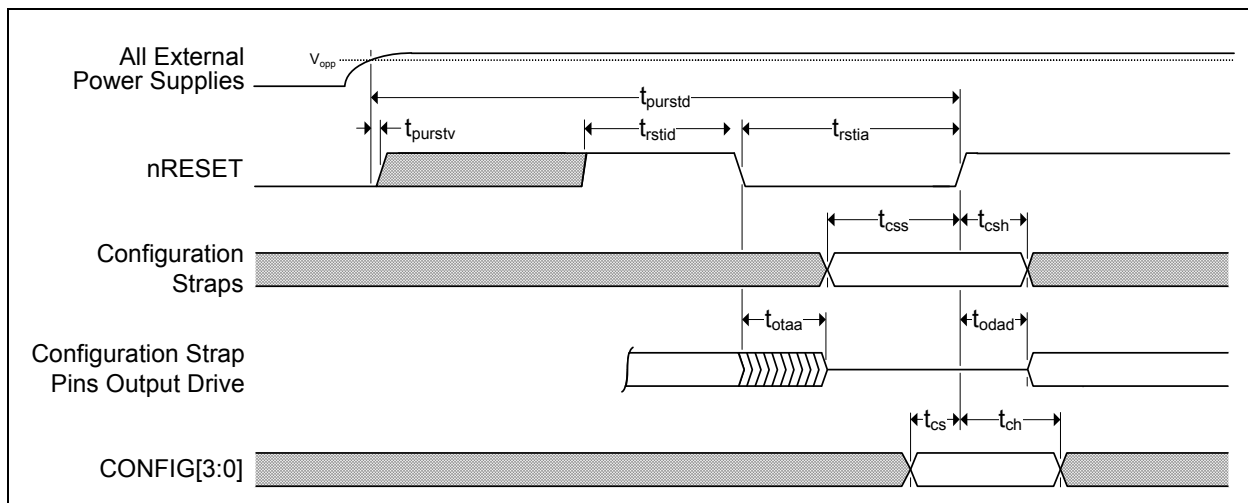 All External
Power Supplies
Vopp
tpurstd
tpurstv
trstid
trstia
nRESET
tcss
tcsh
Configuration
Straps
totaa
todad
Configuration Strap
Pins Output Drive
tcs
tch
CONFIG[3:0]